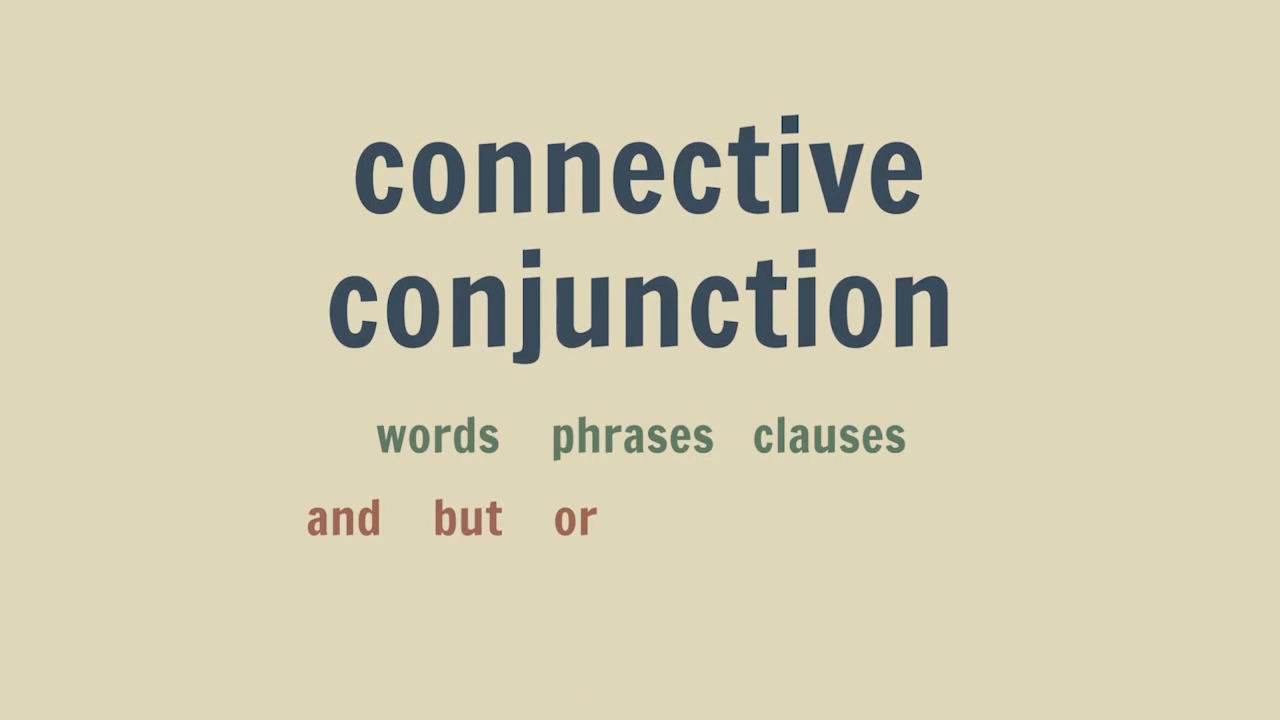 connective
conjunction
words phrases clauses
and but or